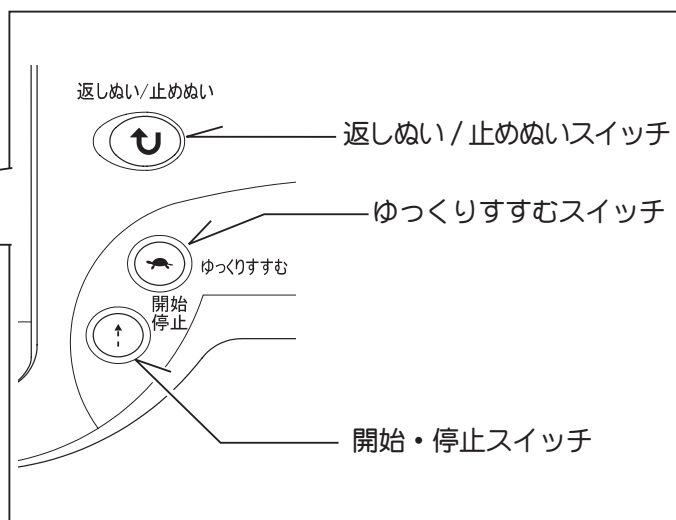 返しぬい/止めぬい
返しぬい/止めぬいスイッチ
ゆっくりすすむスイッチ
ゆっくりすすむ
開始
停止
開始・停止スイッチ